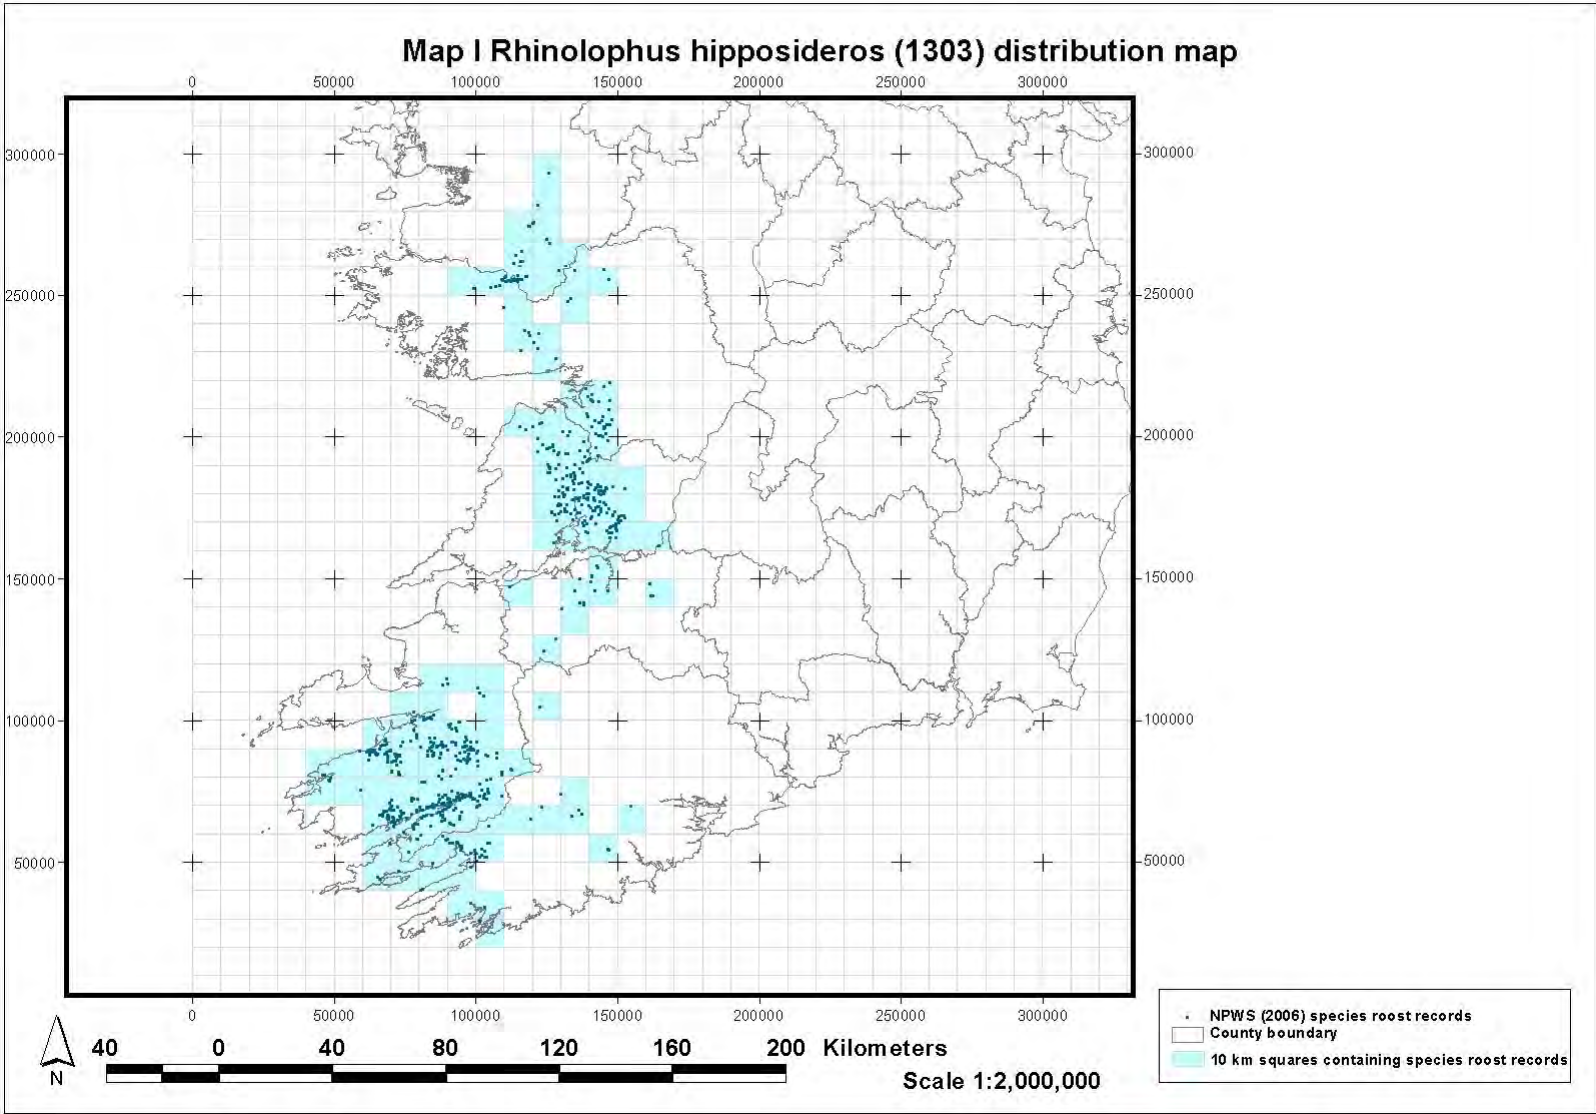 Map I Rhinolophus hipposideros (1303) distribution map
0 50000 100000 150000 200000 250000 300000
300000 300000
250000 250000
200000 200000
150000 150000
100000 100000
50000 50000
0 50000 100000 150000 200000 250000 300000
NPWS (2006) species roost records
County boundary
10 km squares containing species roost records
40 0 40 80 120 160 200 Kilometers
N
Scale 1:2,000,000